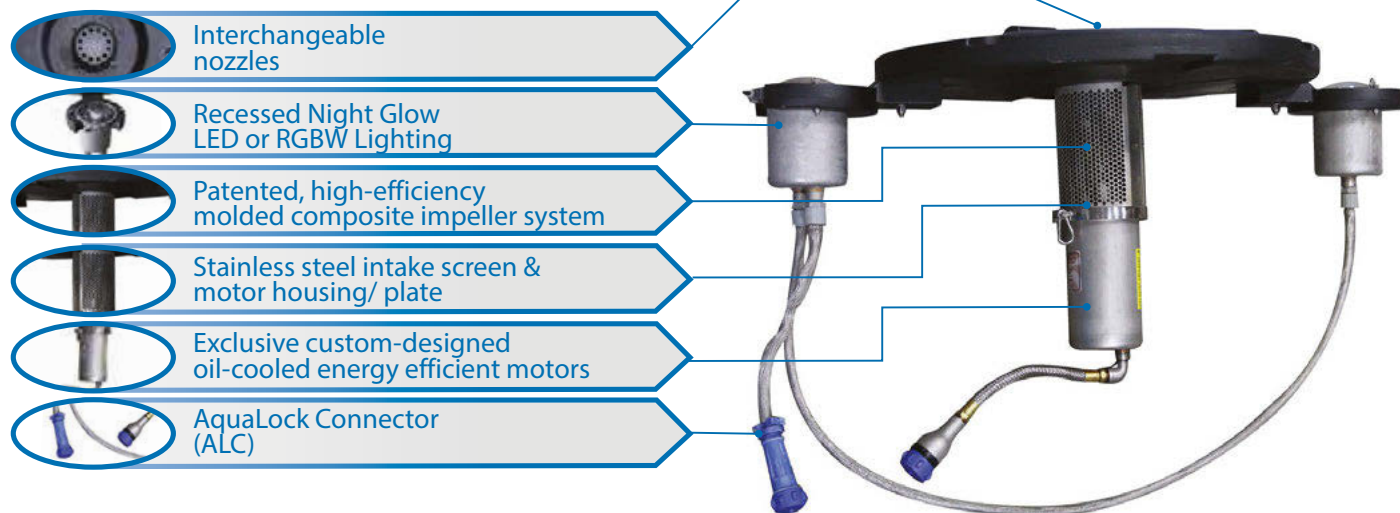 Interchangeable
nozzles
Recessed Night Glow
LED or RGBW Lighting
Patented, high-efficiency
molded composite impeller system
Stainless steel intake screen &
motor housing/ plate
Exclusive custom-designed
oil-cooled energy efficient motors
AquaLock Connector
(ALC)